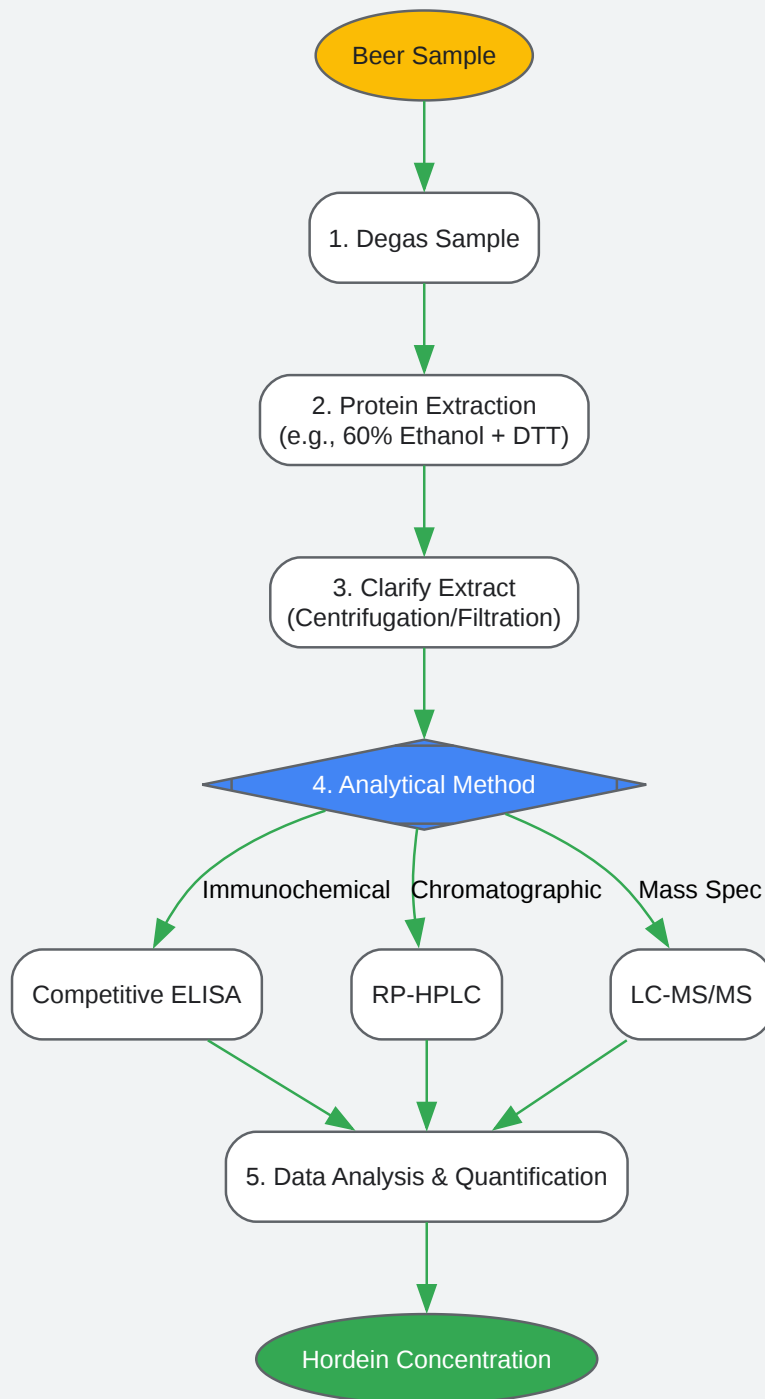 Beer Sample
1. Degas Sample
2. Protein Extraction
(e.g., 60% Ethanol + DTT)
3. Clarify Extract
(Centrifugation/Filtration)
4. Analytical Method
Immunochemical
Chromatographic
Mass Spec
Competitive ELISA
RP-HPLC
LC-MS/MS
5. Data Analysis & Quantification
Hordein Concentration